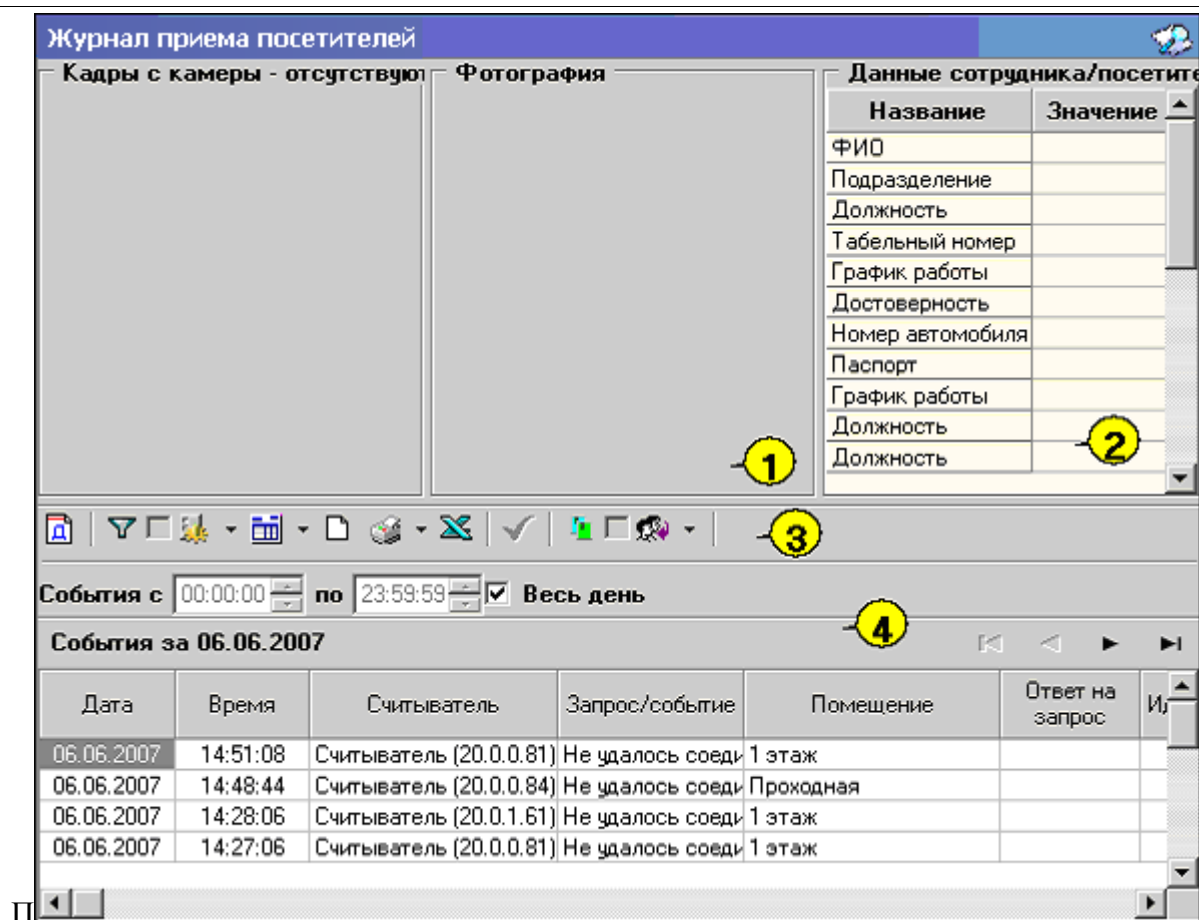 Журнал приема посетителей
Кадры с камеры - отсутствуют
Фотография
Данные сотрудника/посетите
Название Значение
ФИО
Подразделение
Должность
Табельный номер
График работы
Достоверность
Номер автомобиля
Паспорт
График работы
Должность
Должность
1
2
3
События с 00:00:00 по 23:59:59 Весь день
4
События за 06.06.2007
Дата Время Считыватель Запрос/событие Помещение Ответ на запрос И
06.06.2007 14:51:08 Считыватель (20.0.0.81) Не удалось соеди 1 этаж
06.06.2007 14:48:44 Считыватель (20.0.0.84) Не удалось соеди Проходная
06.06.2007 14:28:06 Считыватель (20.0.1.61) Не удалось соеди 1 этаж
06.06.2007 14:27:06 Считыватель (20.0.0.81) Не удалось соеди 1 этаж
П